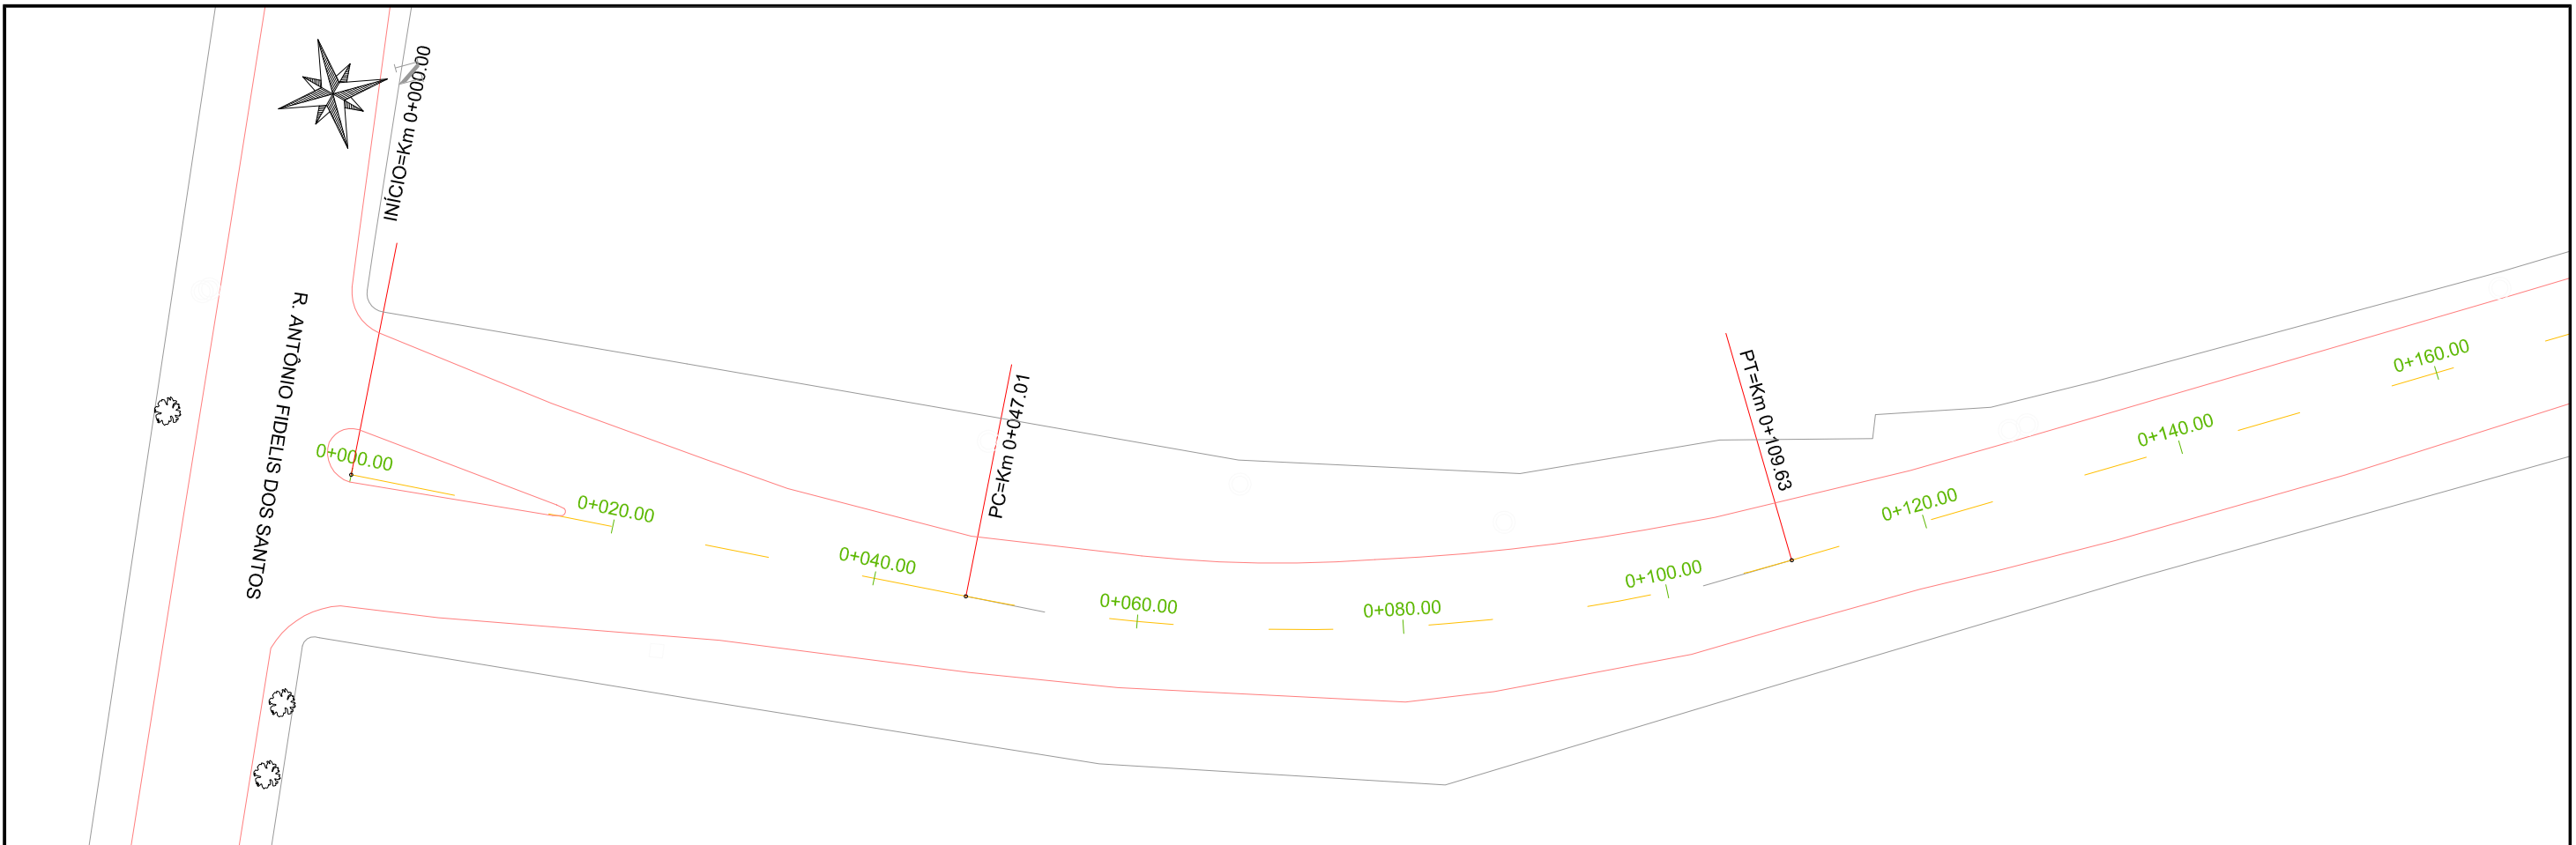 INÍCIO=Km 0+000.00
R. ANTÔNIO FIDELIS DOS SANTOS
0+000.00
0+020.00
0+040.00
PC=Km 0+047.01
0+060.00
0+080.00
0+100.00
PT=Km 0+109.63
0+120.00
0+140.00
0+160.00